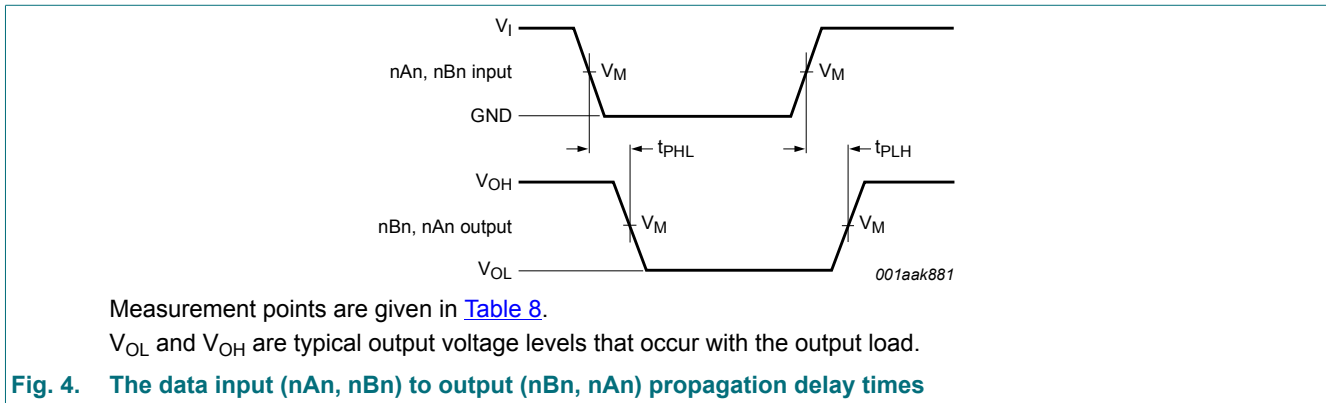 V_I
nAn, nBn input
V_M
V_M
GND
t_PHL
t_PLH
V_OH
nBn, nAn output
V_M
V_M
V_OL
001aak881
Measurement points are given in Table 8.
V_OL and V_OH are typical output voltage levels that occur with the output load.
Fig. 4. The data input (nAn, nBn) to output (nBn, nAn) propagation delay times